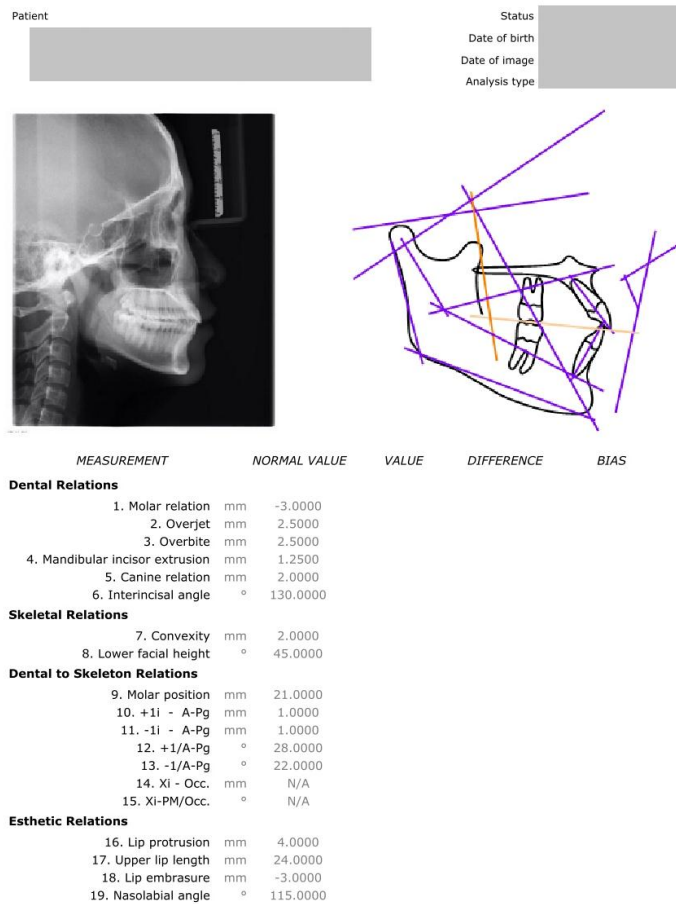 Patient
Status
Date of birth
Date of image
Analysis type
MEASUREMENT NORMAL VALUE VALUE DIFFERENCE BIAS
Dental Relations
1. Molar relation mm -3.0000
2. Overjet mm 2.5000
3. Overbite mm 2.5000
4. Mandibular incisor extrusion mm 1.2500
5. Canine relation mm 2.0000
6. Interincisal angle º 130.0000
Skeletal Relations
7. Convexity mm 2.0000
8. Lower facial height º 45.0000
Dental to Skeleton Relations
9. Molar position mm 21.0000
10. +1i - A-Pg mm 1.0000
11. -1i - A-Pg mm 1.0000
12. +1/A-Pg º 28.0000
13. -1/A-Pg º 22.0000
14. Xi - Occ. mm N/A
15. Xi-PM/Occ. º N/A
Esthetic Relations
16. Lip protrusion mm 4.0000
17. Upper lip length mm 24.0000
18. Lip embrasure mm -3.0000
19. Nasolabial angle º 115.0000